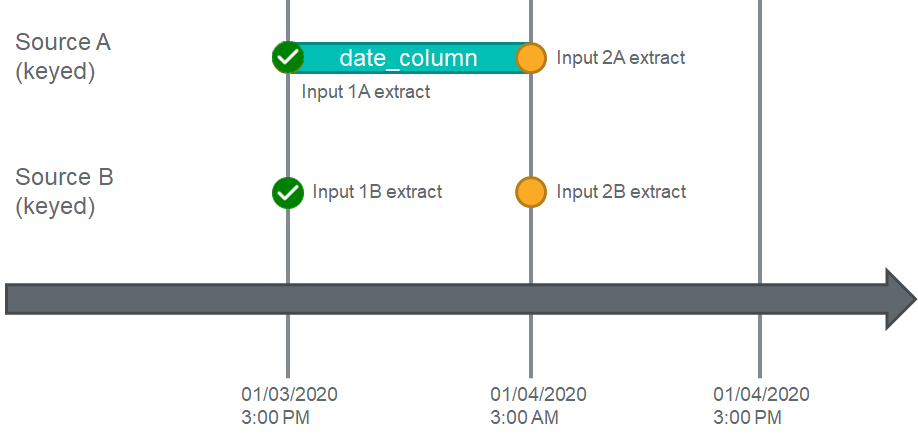 Source A
(keyed)
date_column
Input 2A extract
Input 1A extract
Source B
(keyed)
Input 1B extract
Input 2B extract
01/03/2020
3:00 PM
01/04/2020
3:00 AM
01/04/2020
3:00 PM